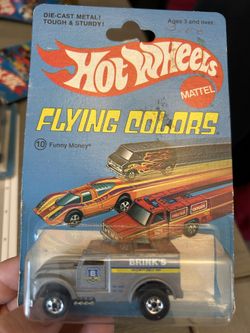 DIE-CAST METAL!
TOUGH & STURDY!
Ages 3 and over.
Hot Wheels
MATTEL
FLYING COLORS
10 Funny Money
BRINK'S